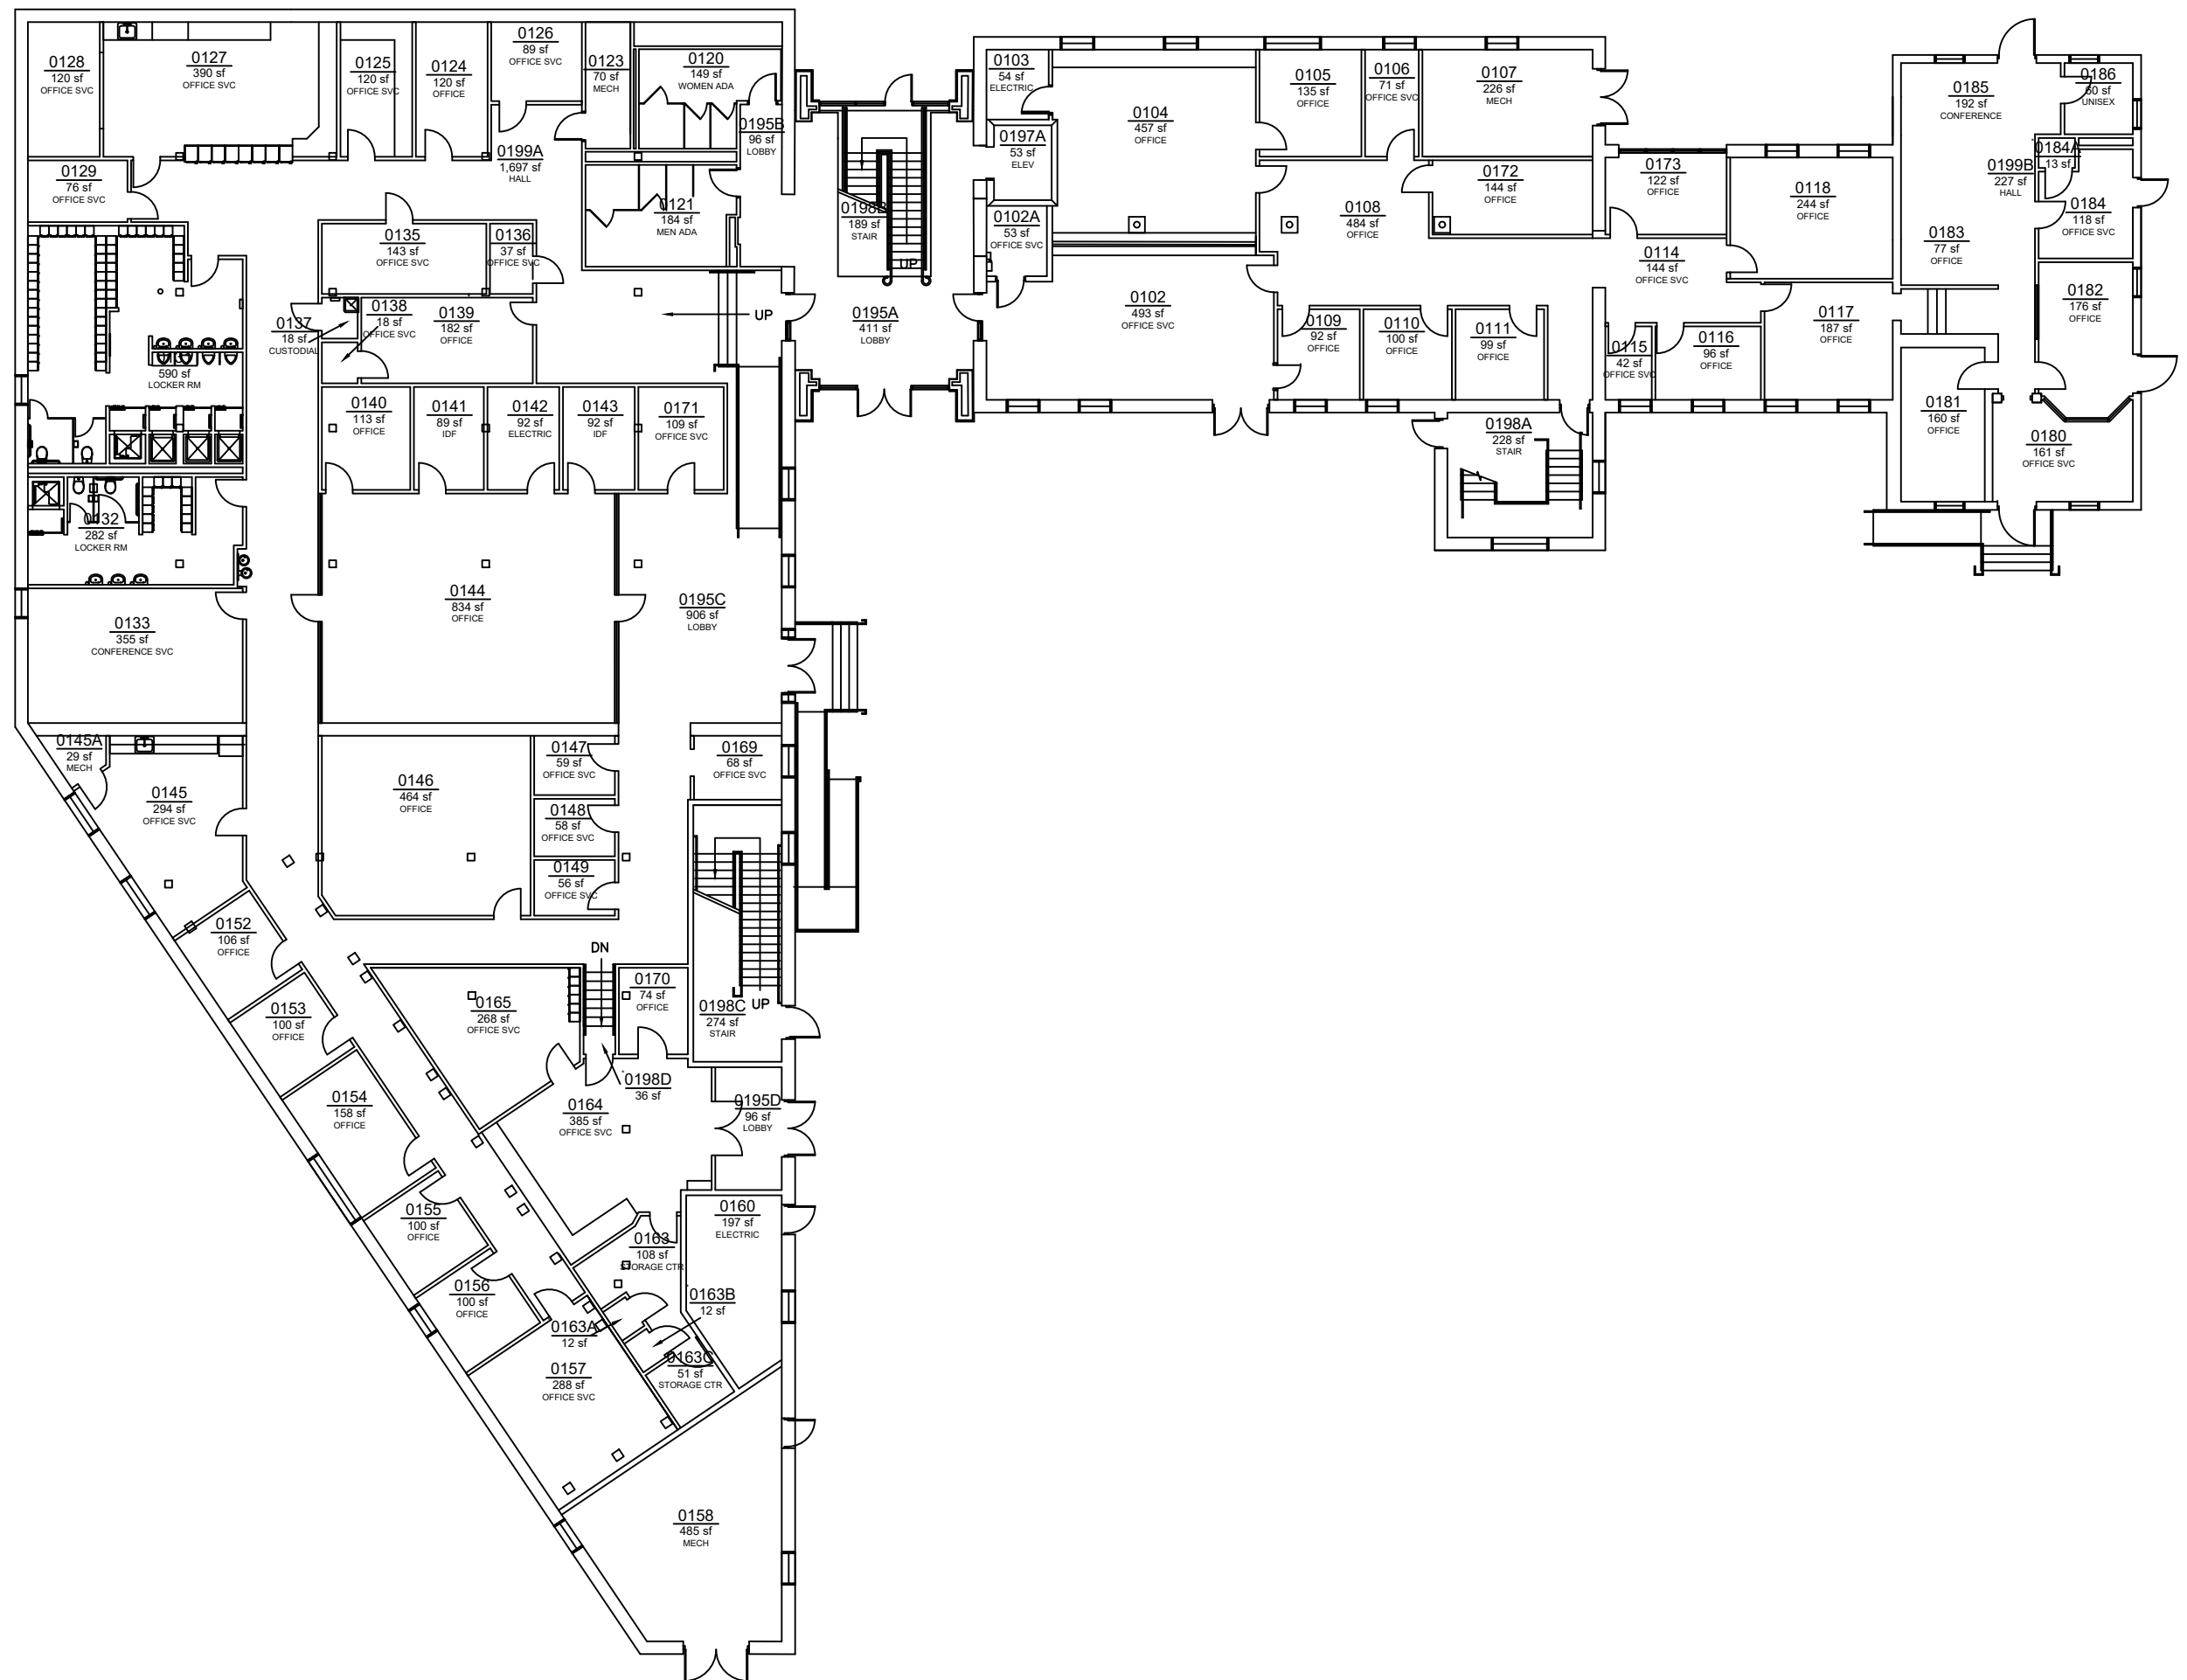 0128
120 sf
OFFICE SVC
0127
390 sf
OFFICE SVC
0125
120 sf
OFFICE SVC
0124
120 sf
OFFICE
0126
89 sf
OFFICE SVC
0123
70 sf
MECH
0120
149 sf
WOMEN ADA
0195B
96 sf
LOBBY
0199A
1,697 sf
HALL
0129
76 sf
OFFICE SVC
0121
184 sf
MEN ADA
0135
143 sf
OFFICE SVC
0136
37 sf
OFFICE SVC
0137
18 sf
CUSTODIAL
0138
18 sf
OFFICE SVC
0139
182 sf
OFFICE
UP
590 sf
LOCKER RM
0140
113 sf
OFFICE
0141
89 sf
IDF
0142
92 sf
ELECTRIC
0143
92 sf
IDF
0171
109 sf
OFFICE SVC
0132
282 sf
LOCKER RM
0133
355 sf
CONFERENCE SVC
0144
834 sf
OFFICE
0195C
906 sf
LOBBY
0145A
29 sf
MECH
0145
294 sf
OFFICE SVC
0146
464 sf
OFFICE
0147
59 sf
OFFICE SVC
0148
58 sf
OFFICE SVC
0149
56 sf
OFFICE SVC
0169
68 sf
OFFICE SVC
0152
106 sf
OFFICE
0153
100 sf
OFFICE
0154
158 sf
OFFICE
0155
100 sf
OFFICE
0156
100 sf
OFFICE
0157
288 sf
OFFICE SVC
0158
485 sf
MECH
DN
0165
268 sf
OFFICE SVC
0170
74 sf
OFFICE
0198C
274 sf
STAIR
UP
0198D
36 sf
0164
385 sf
OFFICE SVC
0195D
96 sf
LOBBY
0160
197 sf
ELECTRIC
0163
108 sf
STORAGE CTR
0163B
12 sf
0163A
12 sf
0163C
51 sf
STORAGE CTR
0198B
189 sf
STAIR
UP
0195A
411 sf
LOBBY
0103
54 sf
ELECTRIC
0197A
53 sf
ELEV
0102A
53 sf
OFFICE SVC
0104
457 sf
OFFICE
0102
493 sf
OFFICE SVC
0105
135 sf
OFFICE
0106
71 sf
OFFICE SVC
0107
226 sf
MECH
0108
484 sf
OFFICE
0172
144 sf
OFFICE
0109
92 sf
OFFICE
0110
100 sf
OFFICE
0111
99 sf
OFFICE
0198A
228 sf
STAIR
0173
122 sf
OFFICE
0118
244 sf
OFFICE
0114
144 sf
OFFICE SVC
0115
42 sf
OFFICE SVC
0116
96 sf
OFFICE
0117
187 sf
OFFICE
0185
192 sf
CONFERENCE
0186
60 sf
UNISEX
0184A
13 sf
0199B
227 sf
HALL
0184
118 sf
OFFICE SVC
0183
77 sf
OFFICE
0182
176 sf
OFFICE
0181
160 sf
OFFICE
0180
161 sf
OFFICE SVC